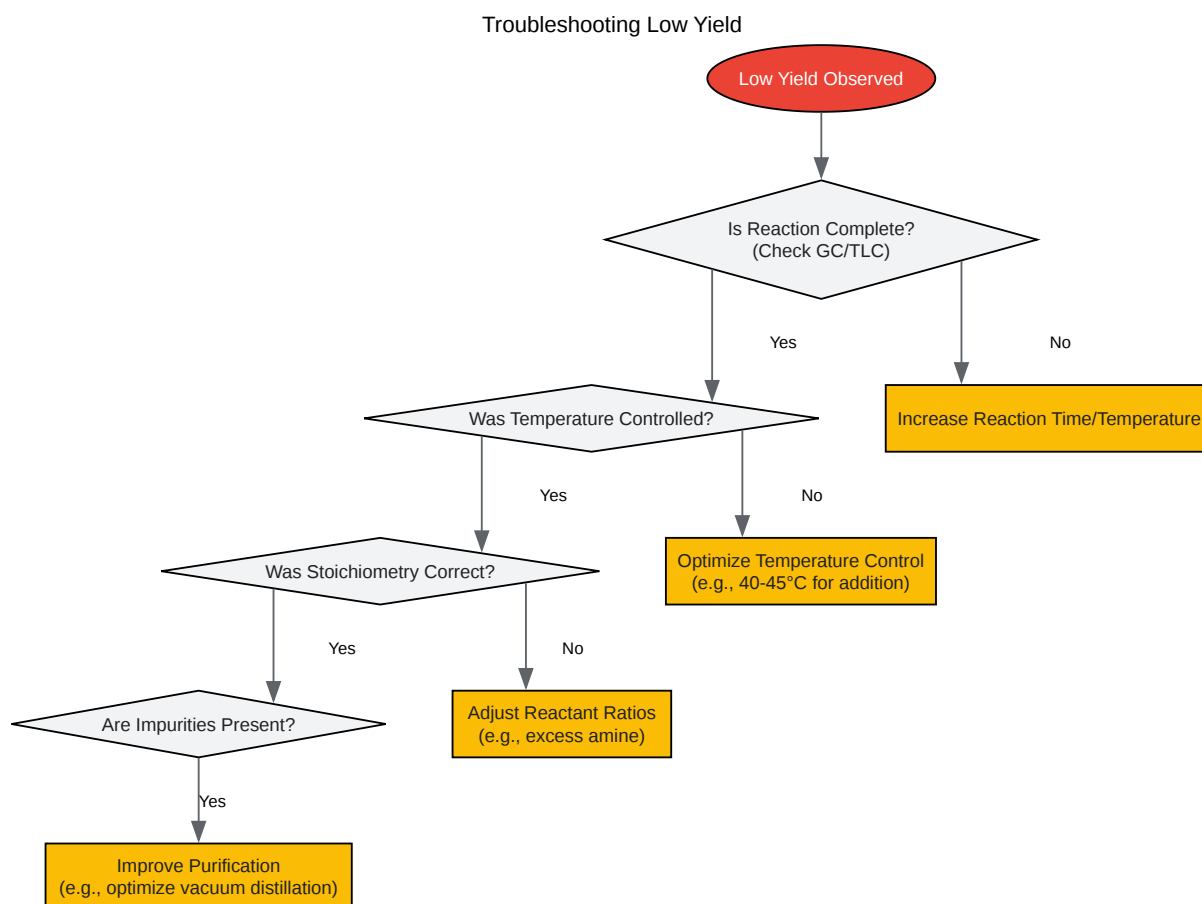 Troubleshooting Low Yield
Low Yield Observed
Is Reaction Complete?
(Check GC/TLC)
Yes
No
Was Temperature Controlled?
Increase Reaction Time/Temperature
Yes
No
Was Stoichiometry Correct?
Optimize Temperature Control
(e.g., 40-45°C for addition)
Yes
No
Are Impurities Present?
Adjust Reactant Ratios
(e.g., excess amine)
Yes
Improve Purification
(e.g., optimize vacuum distillation)